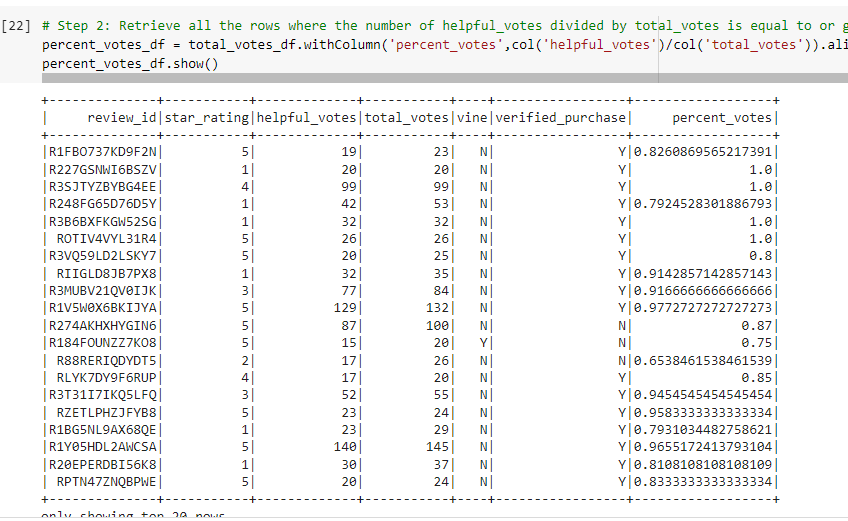 [22] # Step 2: Retrieve all the rows where the number of helpful_votes divided by total_votes is equal to or g
percent_votes_df = total_votes_df.withColumn('percent_votes',col('helpful_votes')/col('total_votes')).ali
percent_votes_df.show()
+--------------+-----------+-------------+-----------+----+-----------------+------------------+
|     review_id|star_rating|helpful_votes|total_votes|vine|verified_purchase|     percent_votes|
+--------------+-----------+-------------+-----------+----+-----------------+------------------+
|R1FBO737KD9F2N|          5|           19|         23|   N|                Y|0.8260869565217391|
|R227GSNWI6BSZV|          1|           20|         20|   N|                Y|               1.0|
|R3SJTYZBYBG4EE|          4|           99|         99|   N|                Y|               1.0|
|R248FG65D76D5Y|          1|           42|         53|   N|                Y|0.7924528301886793|
|R3B6BXFKGW52SG|          1|           32|         32|   N|                Y|               1.0|
| ROTIV4VYL31R4|          5|           26|         26|   N|                Y|               1.0|
|R3VQ59LD2LSKY7|          5|           20|         25|   N|                Y|               0.8|
| RIIGLD8JB7PX8|          1|           32|         35|   N|                Y|0.9142857142857143|
|R3MUBV21QV0IJK|          3|           77|         84|   N|                Y|0.9166666666666666|
|R1V5W0X6BKIJYA|          5|          129|        132|   N|                Y|0.9772727272727273|
|R274AKHXHYGIN6|          5|           87|        100|   N|                N|              0.87|
|R184FOUNZZ7KO8|          5|           15|         20|   Y|                N|              0.75|
| R88RERIQDYDT5|          2|           17|         26|   N|                N|0.6538461538461539|
| RLYK7DY9F6RUP|          4|           17|         20|   N|                Y|              0.85|
|R3T31I7IKQ5LFQ|          3|           52|         55|   N|                Y|0.9454545454545454|
| RZETLPHZJFYB8|          5|           23|         24|   N|                Y|0.9583333333333334|
|R1BG5NL9AX68QE|          1|           23|         29|   N|                Y|0.7931034482758621|
|R1Y05HDL2AWCSA|          5|          140|        145|   N|                Y|0.9655172413793104|
|R20EPERDBI56K8|          1|           30|         37|   N|                Y|0.8108108108108109|
| RPTN47ZNQBPWE|          5|           20|         24|   N|                Y|0.8333333333333334|
+--------------+-----------+-------------+-----------+----+-----------------+------------------+
only showing top 20 rows